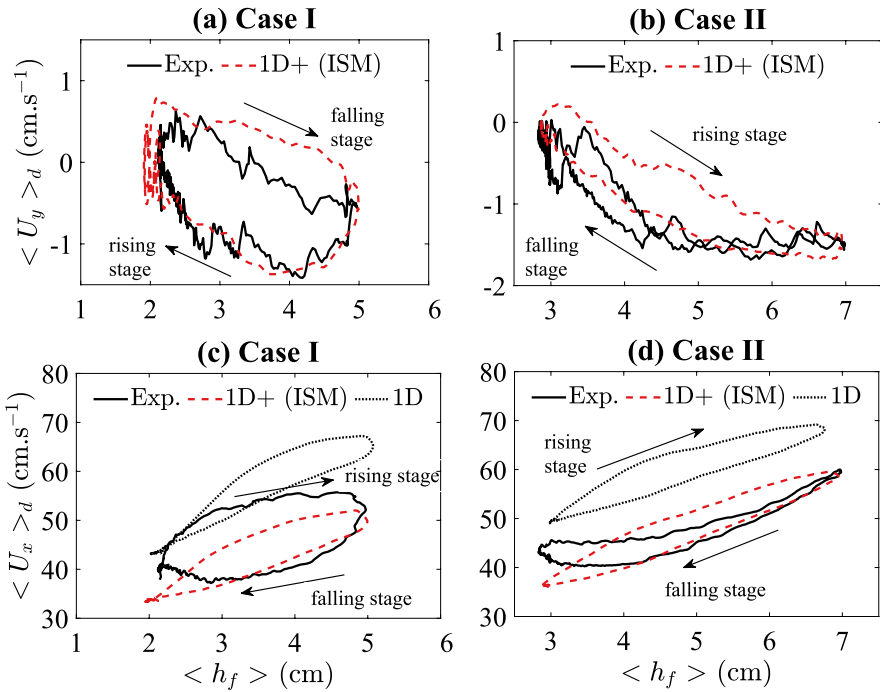 (a) Case I
(b) Case II
Exp. 1D+ (ISM)
falling
stage
rising
stage
1
0
-1
1 2 3 4 5 6
< U_y >_d (cm.s⁻¹)
Exp. 1D+ (ISM)
rising stage
falling
stage
1
0
-1
-2
3 4 5 6 7
(c) Case I
(d) Case II
Exp. 1D+ (ISM) 1D
rising stage
falling stage
80
70
60
50
40
30
1 2 3 4 5 6
< U_x >_d (cm.s⁻¹)
< h_f > (cm)
Exp. 1D+ (ISM) 1D
rising
stage
falling stage
80
70
60
50
40
30
3 4 5 6 7
< h_f > (cm)